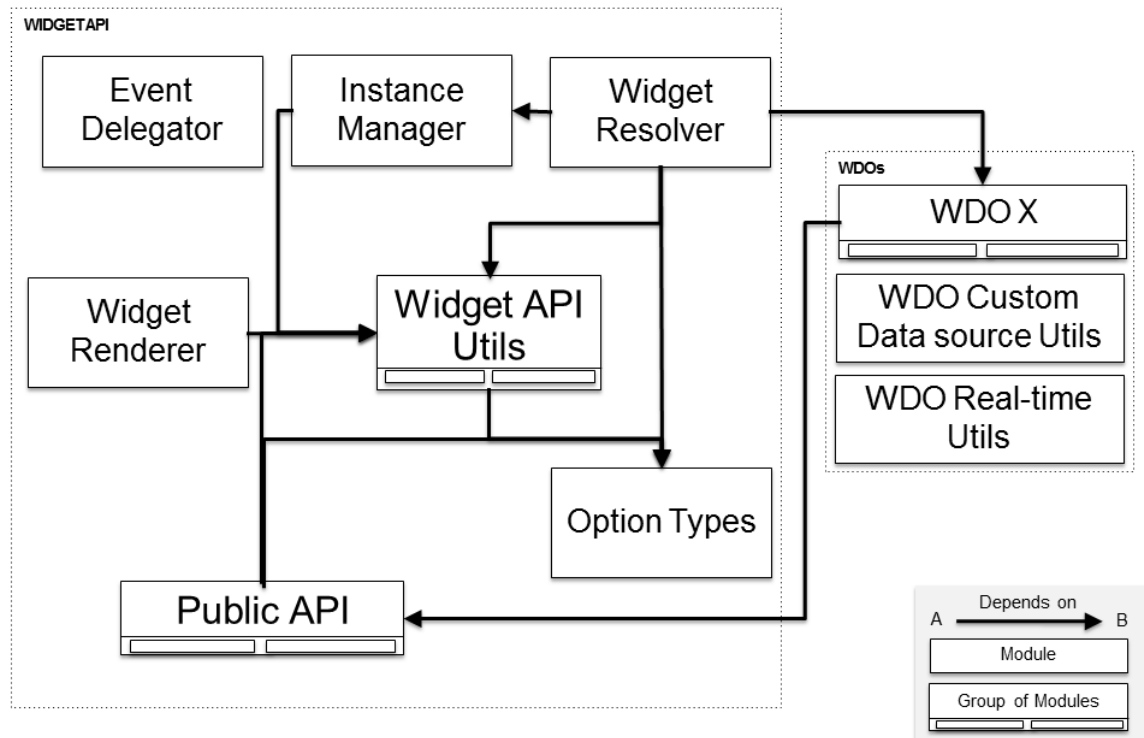 WIDGETAPI
Event
Delegator
Instance
Manager
Widget
Resolver
WDOs
WDO X
WDO Custom
Data source Utils
WDO Real-time
Utils
Widget
Renderer
Widget API
Utils
Option Types
Public API
Depends on
A
B
Module
Group of Modules